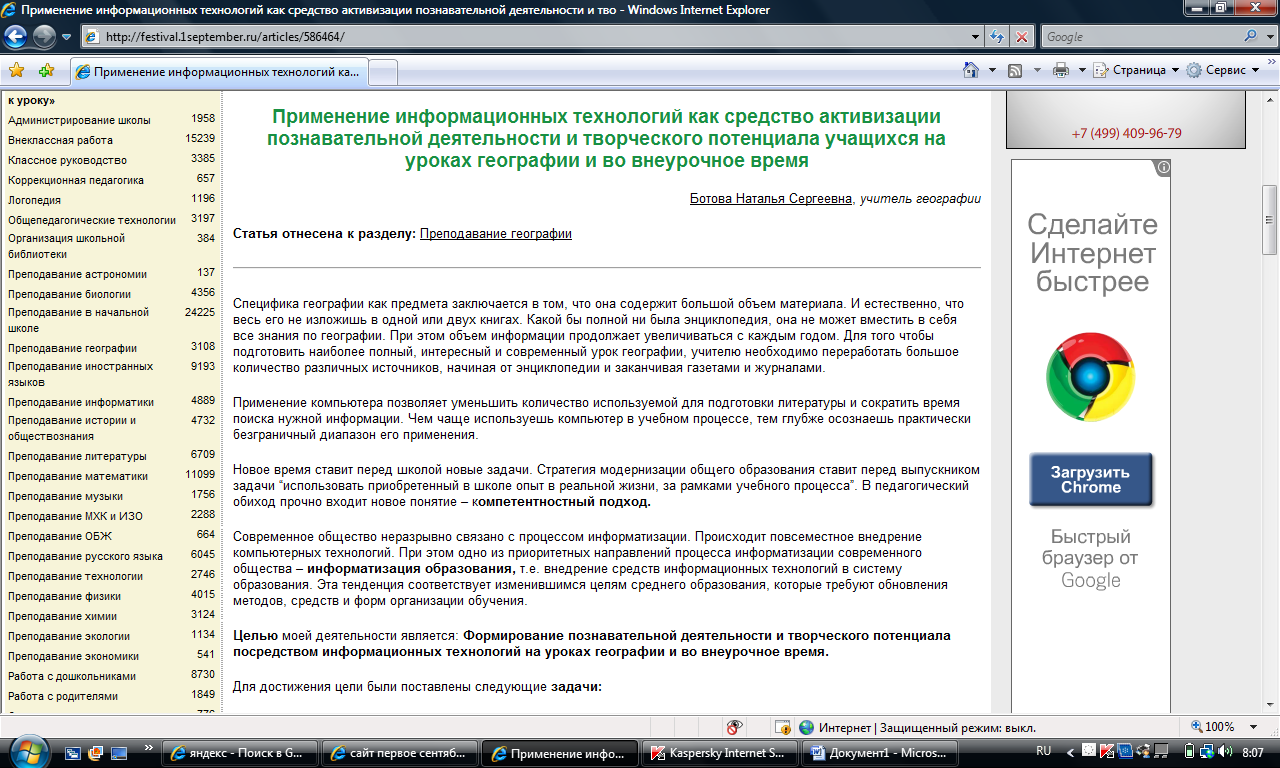 Применение информационных технологий как средство активизации познавательной деятельности и тво - Windows Internet Explorer
http://festival.1september.ru/articles/586464/
Google
Применение информационных технологий ка...
Страница
Сервис
к уроку»
Администрирование школы 1958
Внеклассная работа 15239
Классное руководство 3385
Коррекционная педагогика 657
Логопедия 1196
Общепедагогические технологии 3197
Организация школьной 384
библиотеки
Преподавание астрономии 137
Преподавание биологии 4356
Преподавание в начальной 24225
школе
Преподавание географии 3108
Преподавание иностранных 9193
языков
Преподавание информатики 4889
Преподавание истории и 4732
обществознания
Преподавание литературы 6709
Преподавание математики 11099
Преподавание музыки 1756
Преподавание МХК и ИЗО 2288
Преподавание ОБЖ 664
Преподавание русского языка 6045
Преподавание технологии 2746
Преподавание физики 4015
Преподавание химии 3124
Преподавание экологии 1134
Преподавание экономики 541
Работа с дошкольниками 8730
Работа с родителями 1849
Применение информационных технологий как средство активизации
познавательной деятельности и творческого потенциала учащихся на
уроках географии и во внеурочное время
Ботова Наталья Сергеевна, учитель географии
Статья отнесена к разделу: Преподавание географии
Специфика географии как предмета заключается в том, что она содержит большой объем материала. И естественно, что
весь его не изложишь в одной или двух книгах. Какой бы полной ни была энциклопедия, она не может вместить в себя
все знания по географии. При этом объем информации продолжает увеличиваться с каждым годом. Для того чтобы
подготовить наиболее полный, интересный и современный урок географии, учителю необходимо переработать большое
количество различных источников, начиная от энциклопедии и заканчивая газетами и журналами.
Применение компьютера позволяет уменьшить количество используемой для подготовки литературы и сократить время
поиска нужной информации. Чем чаще используешь компьютер в учебном процессе, тем глубже осознаешь практически
безграничный диапазон его применения.
Новое время ставит перед школой новые задачи. Стратегия модернизации общего образования ставит перед выпускником
задачи “использовать приобретенный в школе опыт в реальной жизни, за рамками учебного процесса”. В педагогический
обиход прочно входит новое понятие – компетентностный подход.
Современное общество неразрывно связано с процессом информатизации. Происходит повсеместное внедрение
компьютерных технологий. При этом одно из приоритетных направлений процесса информатизации современного
общества – информатизация образования, т.е. внедрение средств информационных технологий в систему
образования. Эта тенденция соответствует изменившимся целям среднего образования, которые требуют обновления
методов, средств и форм организации обучения.
Целью моей деятельности является: Формирование познавательной деятельности и творческого потенциала
посредством информационных технологий на уроках географии и во внеурочное время.
Для достижения цели были поставлены следующие задачи:
+7 (499) 409-96-79
Сделайте
Интернет
быстрее
Загрузить
Chrome
Быстрый
браузер от
Google
Интернет | Защищенный режим: выкл.
100%
яндекс - Поиск в G...
сайт первое сентяб...
Применение инфо...
Kaspersky Internet S...
Документ1 - Micros...
RU
8:07